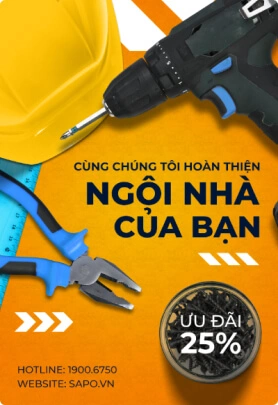 CÙNG CHÚNG TÔI HOÀN THIỆN
NGÔI NHÀ
CỦA BẠN
ƯU ĐÃI
25%
HOTLINE: 1900.6750
WEBSITE: SAPO.VN